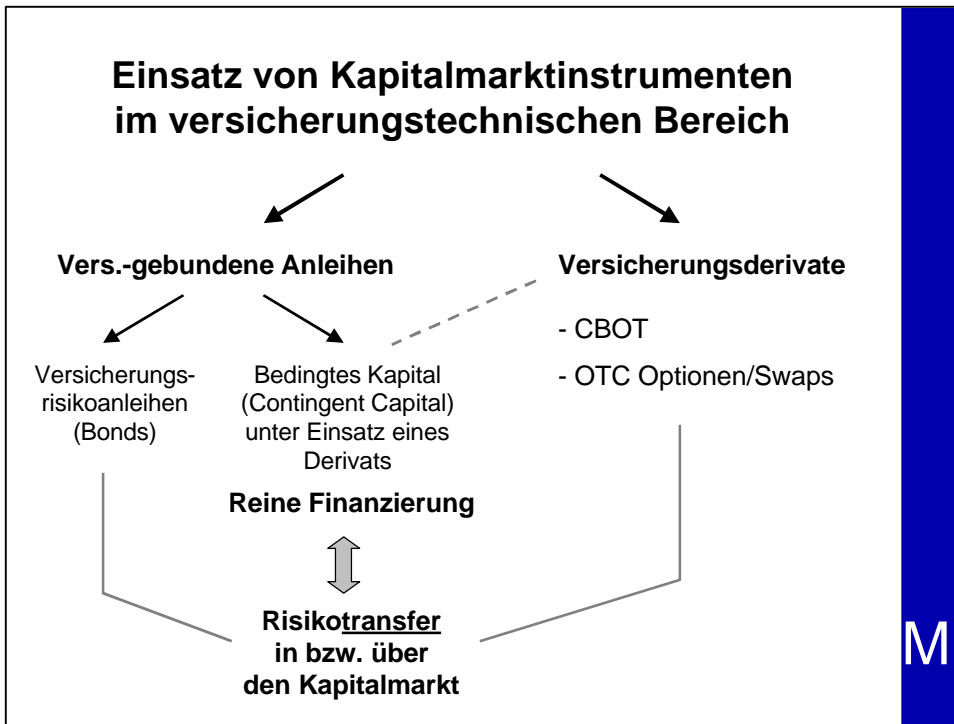 Einsatz von Kapitalmarktinstrumenten
im versicherungstechnischen Bereich
Vers.-gebundene Anleihen
Versicherungsderivate
- CBOT
- OTC Optionen/Swaps
Versicherungs-
risikoanleihen
(Bonds)
Bedingtes Kapital
(Contingent Capital)
unter Einsatz eines
Derivats
Reine Finanzierung
Risikotransfer
in bzw. über
den Kapitalmarkt
M